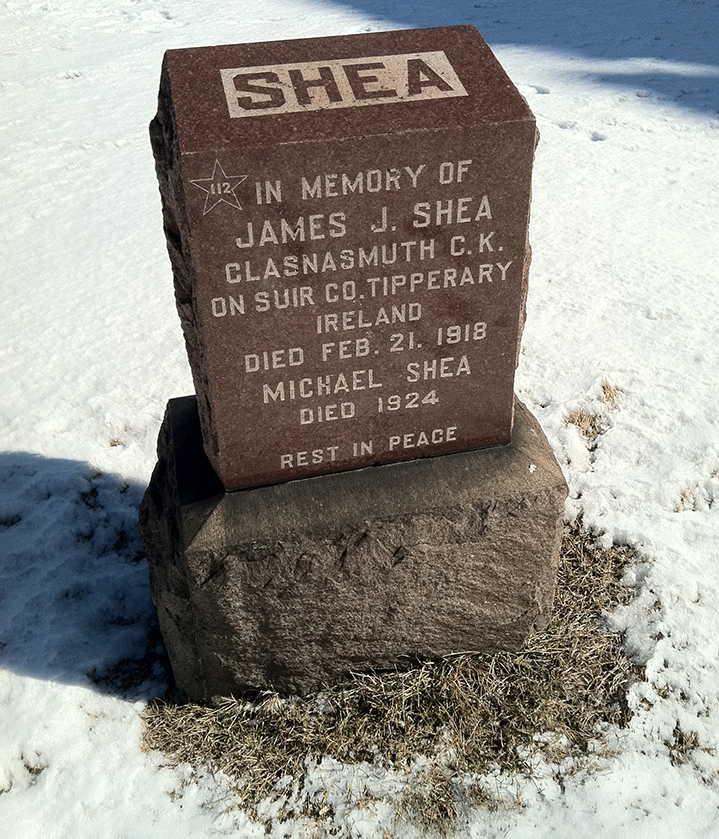 SHEA
112
IN MEMORY OF
JAMES J. SHEA
CLASNASMUTH C.K.
ON SUIR CO. TIPPERARY
IRELAND
DIED FEB. 21. 1918
MICHAEL SHEA
DIED 1924
REST IN PEACE